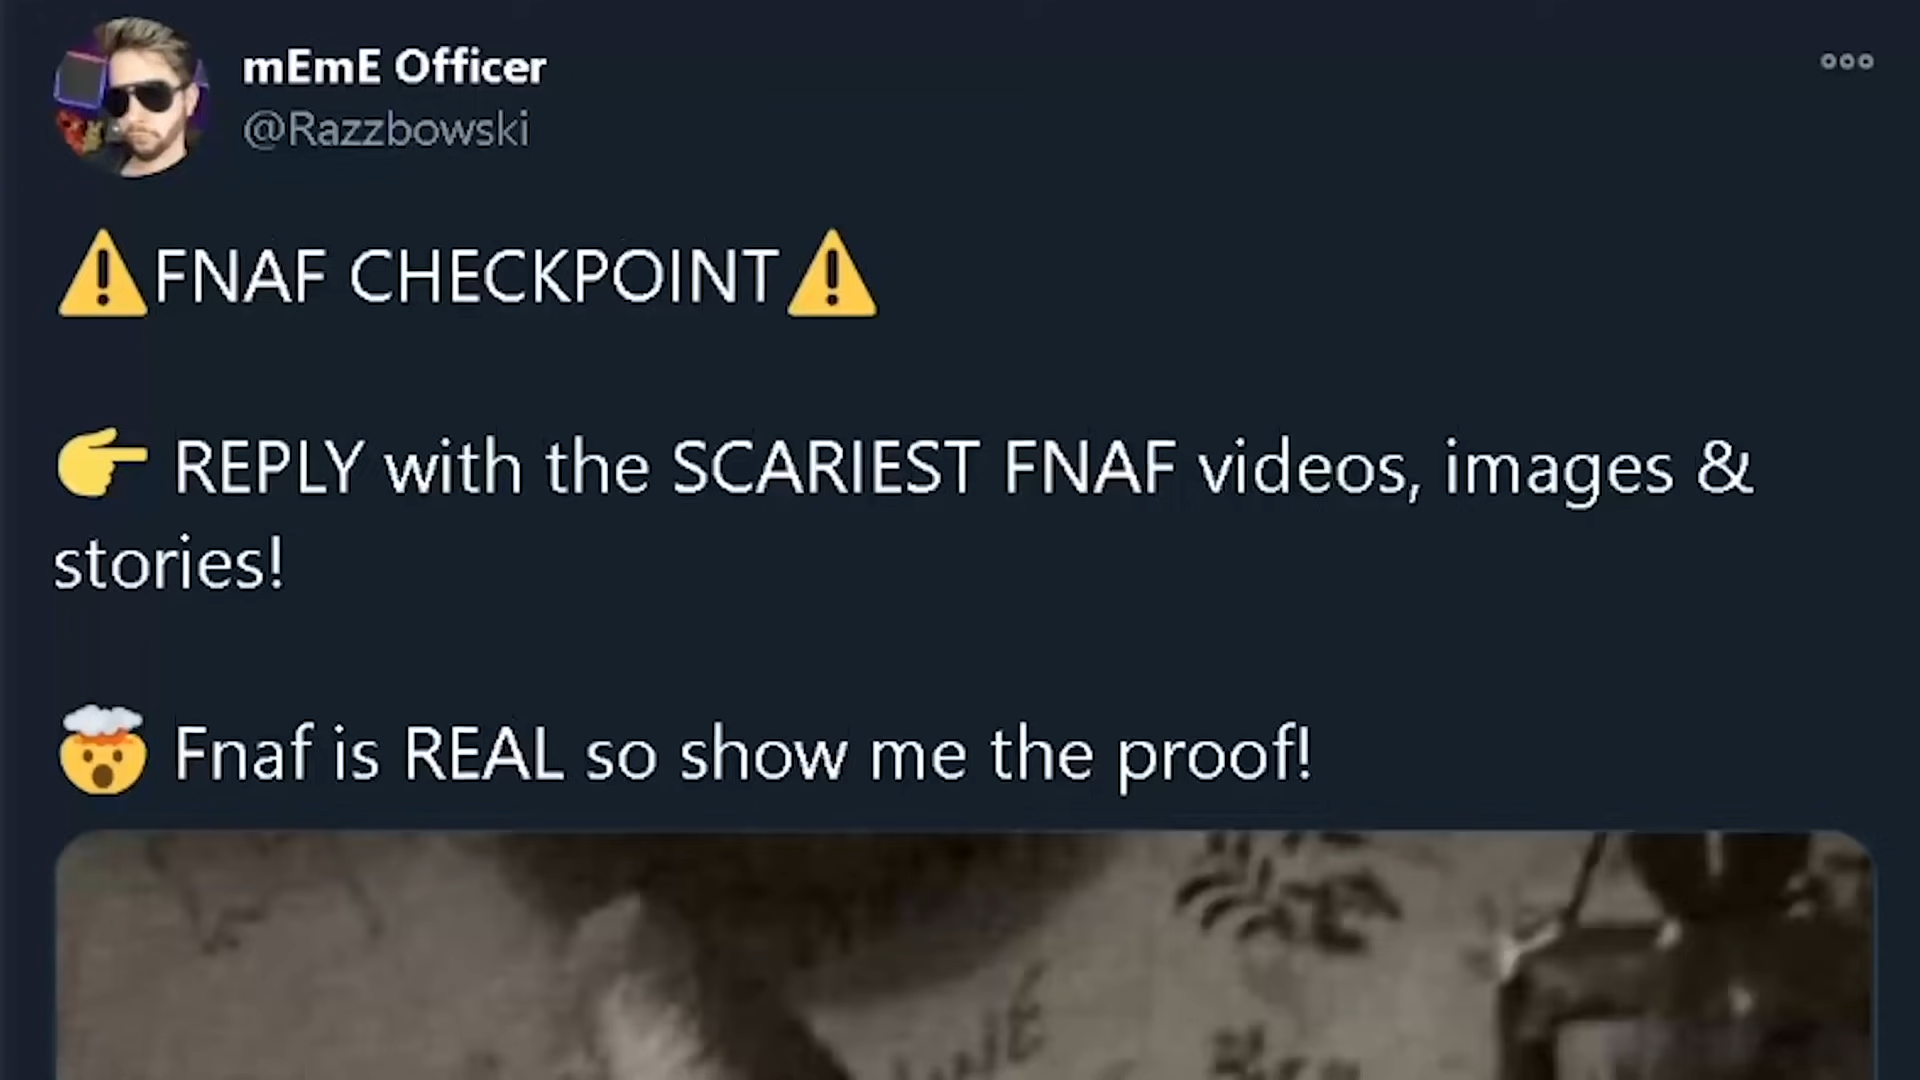 mEmE Officer
@Razzbowski
⚠️FNAF CHECKPOINT⚠️
👉 REPLY with the SCARIEST FNAF videos, images &
stories!
🤯 Fnaf is REAL so show me the proof!